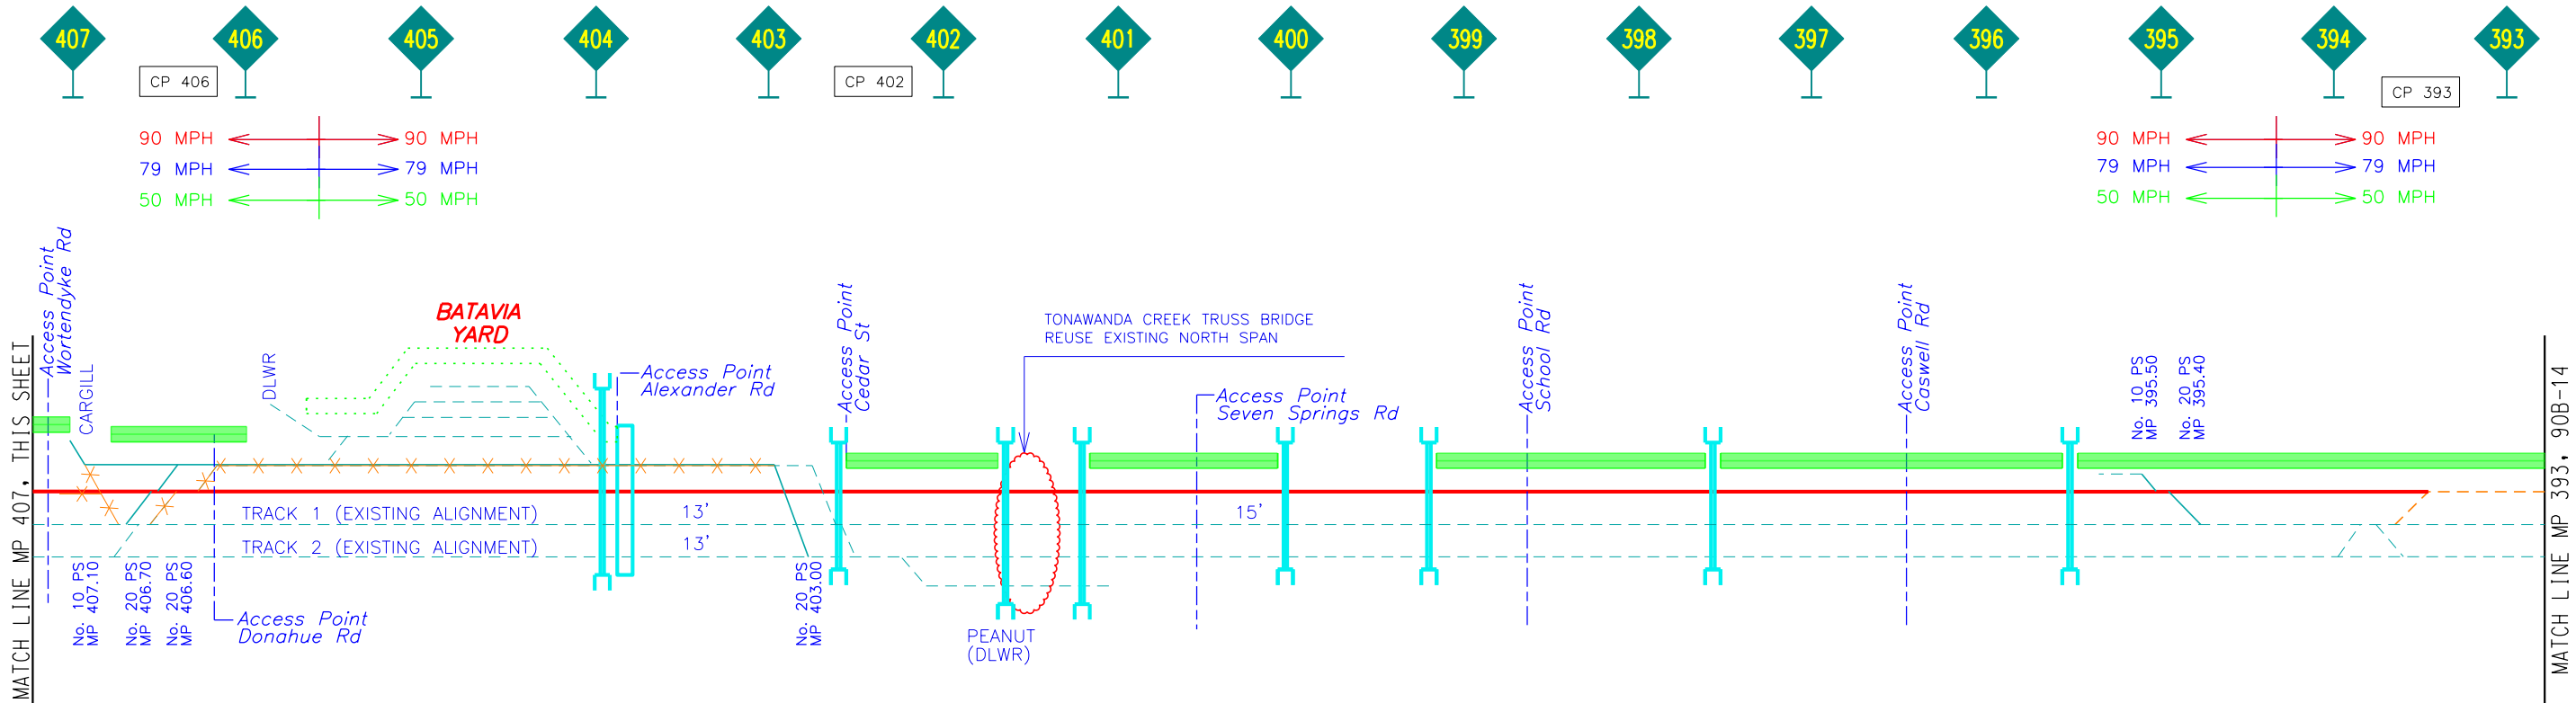 407
406
405
404
403
402
401
400
399
398
397
396
395
394
393
CP 406
CP 402
CP 393
90 MPH
90 MPH
79 MPH
79 MPH
50 MPH
50 MPH
90 MPH
90 MPH
79 MPH
79 MPH
50 MPH
50 MPH
MATCH LINE MP 407, THIS SHEET
Access Point
Wortendyke Rd
CARGILL
DLWR
BATAVIA
YARD
Access Point
Alexander Rd
Access Point
Cedar St
TONAWANDA CREEK TRUSS BRIDGE
REUSE EXISTING NORTH SPAN
Access Point
Seven Springs Rd
Access Point
School Rd
Access Point
Caswell Rd
No. 10 PS
MP 395.50
No. 20 PS
MP 395.40
MATCH LINE MP 393, 90B-14
TRACK 1 (EXISTING ALIGNMENT)
13'
15'
TRACK 2 (EXISTING ALIGNMENT)
13'
No. 10 PS
MP 407.10
No. 20 PS
MP 406.70
No. 20 PS
MP 406.60
Access Point
Donahue Rd
No. 20 PS
MP 403.00
PEANUT
(DLWR)